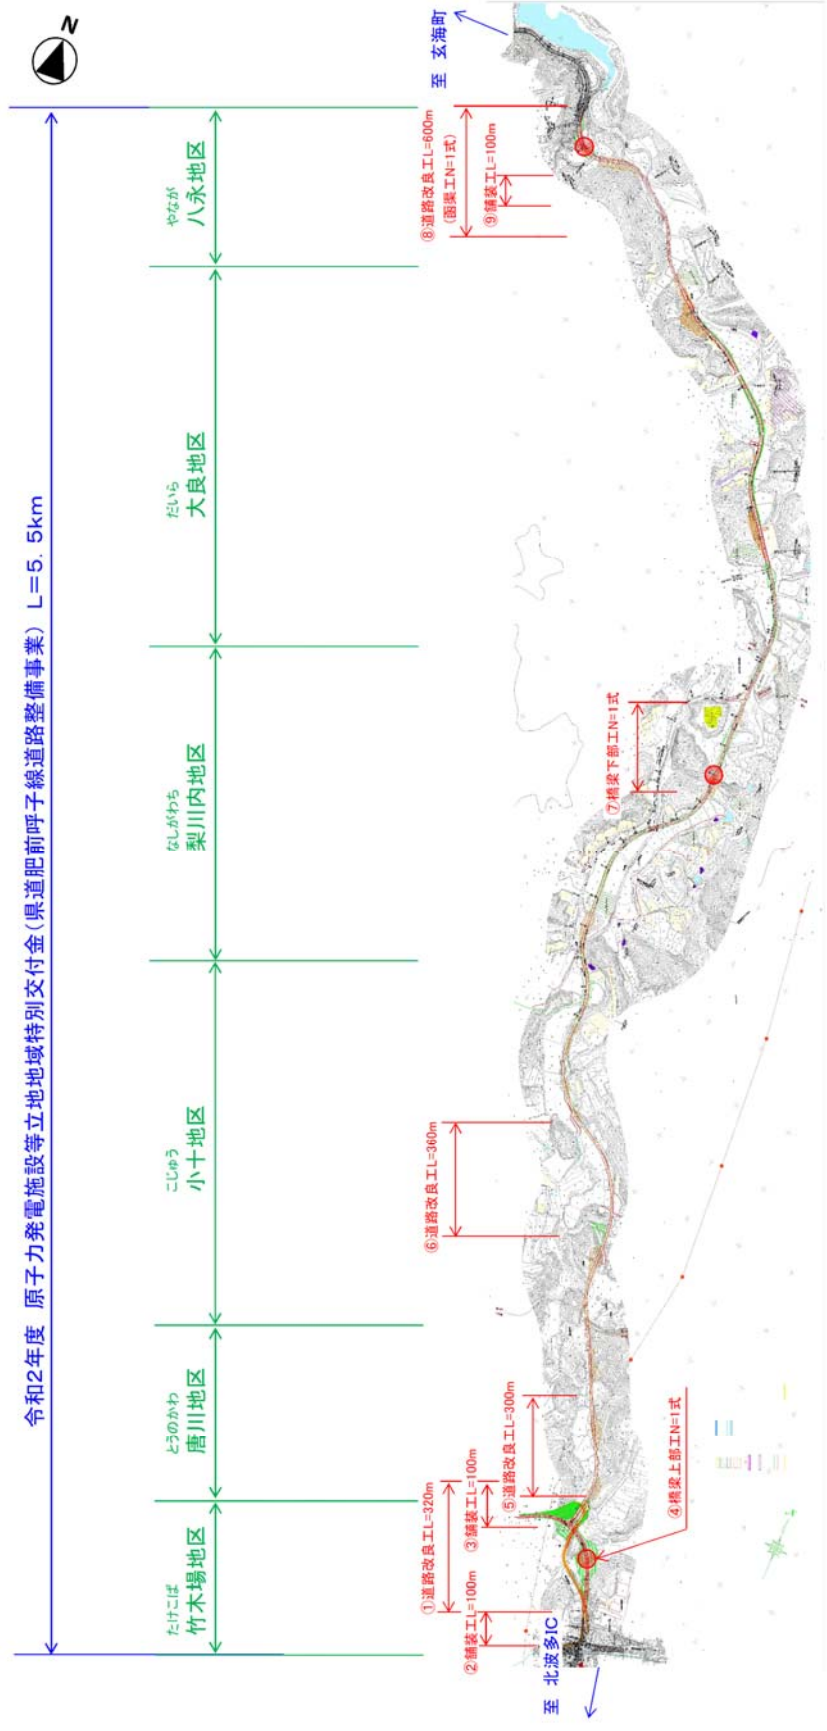 令和2年度 原子力発電施設等立地地域特別交付金(県道肥前呼子線道路整備事業) L=5.5km
N
たけこば
竹木場地区
とうのかわ
唐川地区
こじゅう
小十地区
なしがわち
梨川内地区
だいら
大良地区
やなが
八永地区
至 北波多IC
②舗装工L=100m
①道路改良工L=320m
③舗装工L=100m
⑤道路改良工L=300m
④橋梁上部工N=1式
⑥道路改良工L=360m
⑦橋梁下部工N=1式
⑧道路改良工L=600m
(函渠工N=1式)
⑨舗装工L=100m
至 玄海町